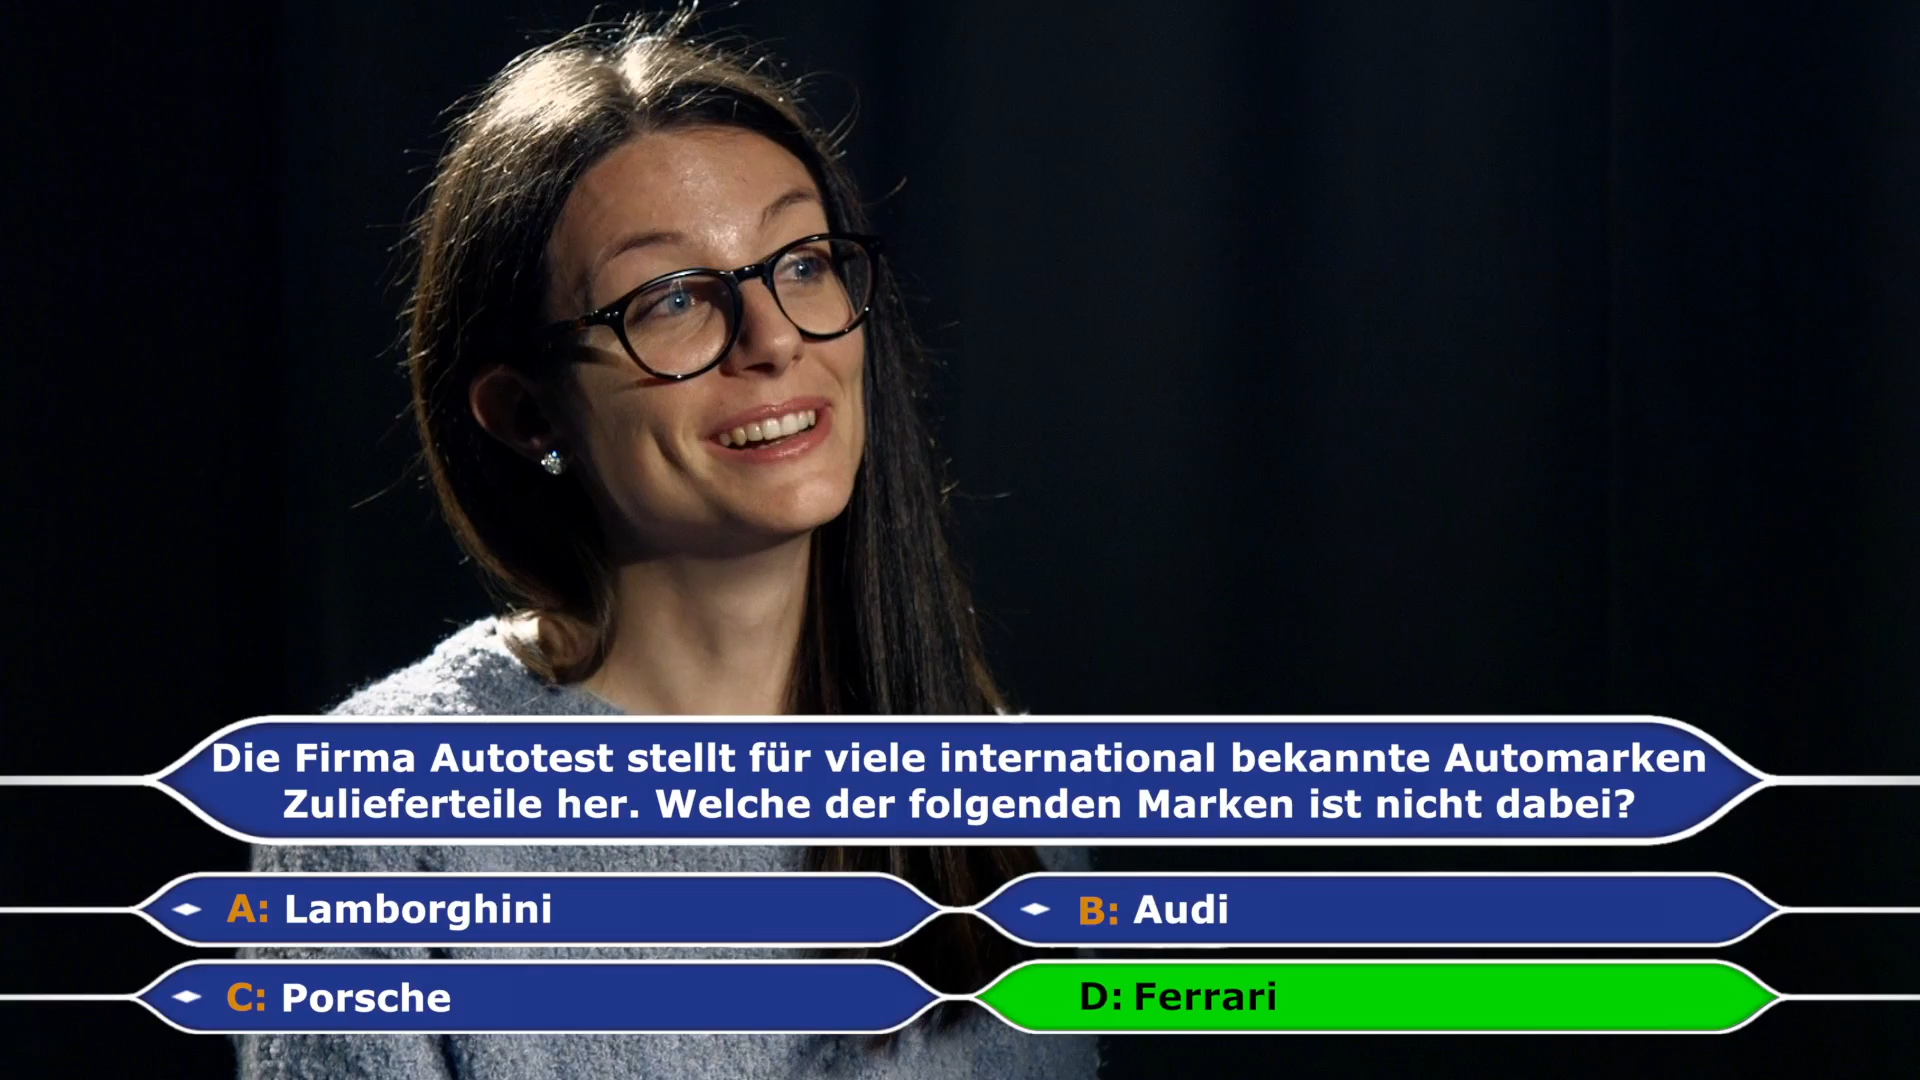 Die Firma Autotest stellt für viele international bekannte Automarken
Zulieferteile her. Welche der folgenden Marken ist nicht dabei?
A: Lamborghini
B: Audi
C: Porsche
D: Ferrari